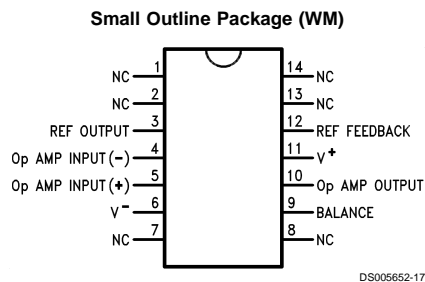 Small Outline Package (WM)
1 NC
14 NC
2 NC
13 NC
REF OUTPUT 3
12 REF FEEDBACK
Op AMP INPUT(-) 4
11 V+
Op AMP INPUT(+) 5
10 Op AMP OUTPUT
V- 6
9 BALANCE
NC 7
8 NC
DS005652-17